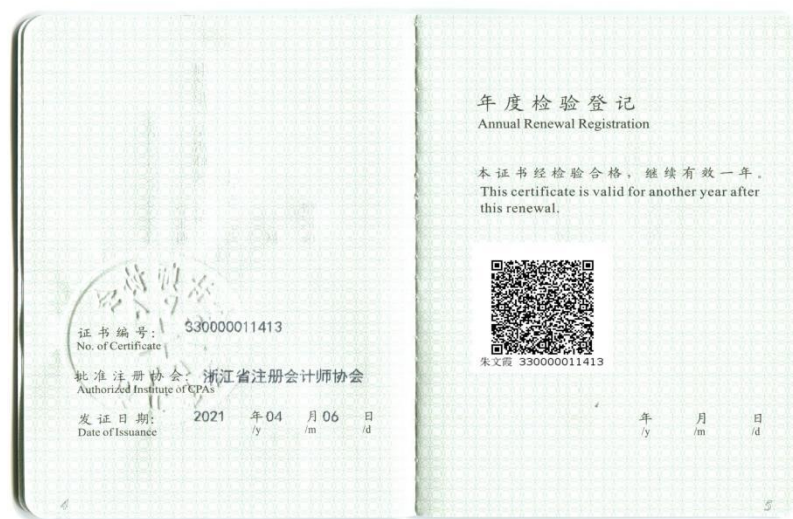 证书编号: 330000011413
No. of Certificate
批准注册协会: 浙江省注册会计师协会
Authorized Institute of CPAs
发证日期: 2021 年 04 月 06 日
Date of Issuance /y /m /d
4
年度检验登记
Annual Renewal Registration
本证书经检验合格，继续有效一年。
This certificate is valid for another year after
this renewal.
朱文霞 330000011413
年 月 日
/y /m /d
5